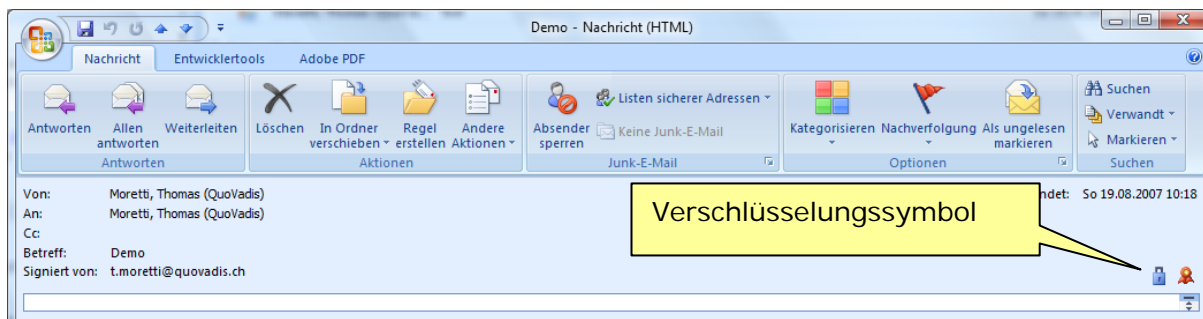 Demo - Nachricht (HTML)
Nachricht Entwicklertools Adobe PDF
Antworten Allen antworten Weiterleiten
Antworten
Löschen In Ordner verschieben Regel erstellen Andere Aktionen
Aktionen
Absender sperren Listen sicherer Adressen
Keine Junk-E-Mail
Junk-E-Mail
Kategorisieren Nachverfolgung Als ungelesen markieren
Optionen
Suchen
Verwandt
Markieren
Suchen
Von: Moretti, Thomas (QuoVadis)
ndet: So 19.08.2007 10:18
An: Moretti, Thomas (QuoVadis)
Cc:
Betreff: Demo
Signiert von: t.moretti@quovadis.ch
Verschlüsselungssymbol